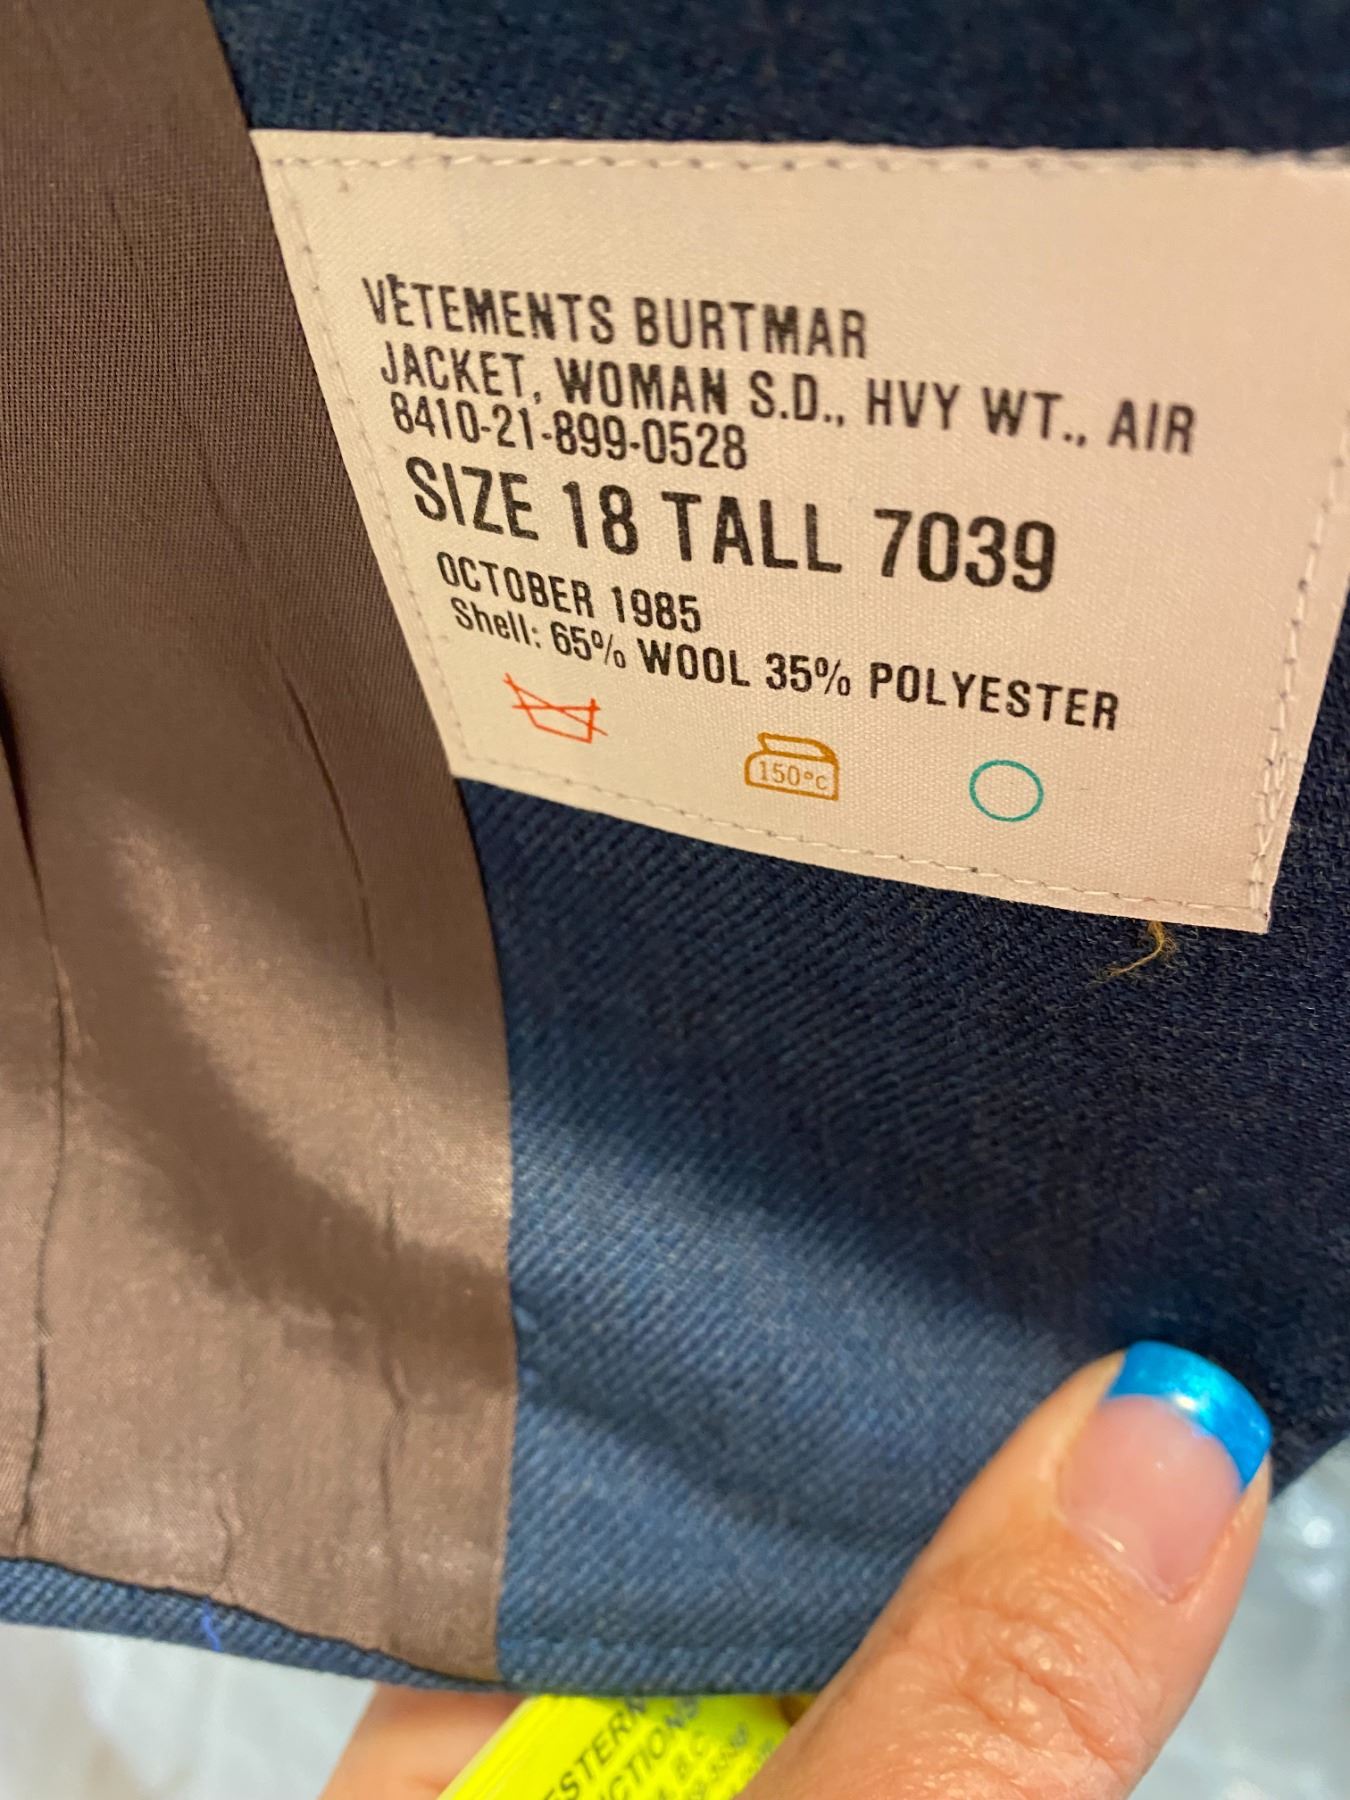 VÊTEMENTS BURTMAR
JACKET, WOMAN S.D., HVY WT., AIR
8410-21-899-0528
SIZE 18 TALL 7039
OCTOBER 1985
Shell: 65% WOOL 35% POLYESTER
150°C
B.C.